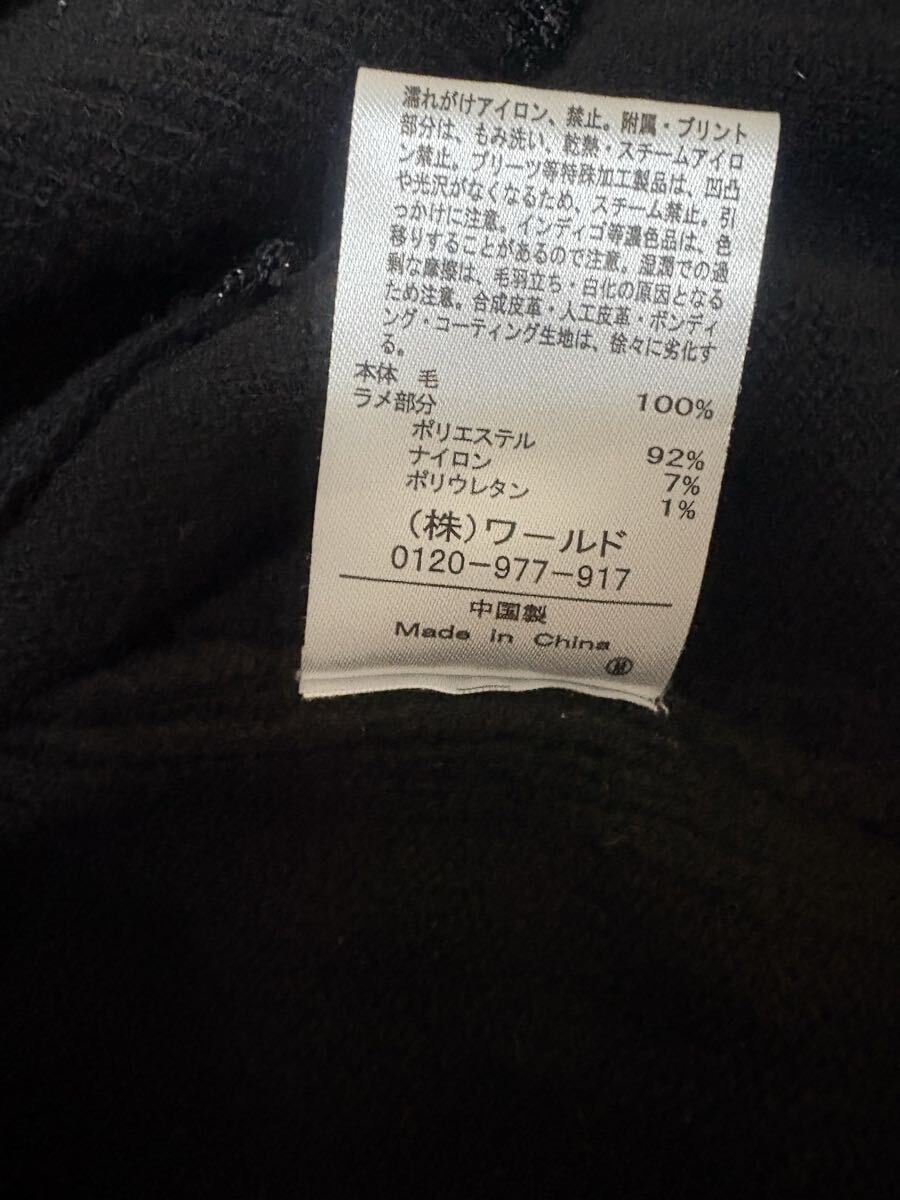 濡れがけアイロン、禁止。附属・プリント
部分は、もみ洗い、乾熱・スチームアイロ
ン禁止。プリーツ等特殊加工製品は、凹凸
や光沢がなくなるため、スチーム禁止。引
っかけに注意。インディゴ等濃色品は、色
移りすることがあるので注意。湿潤での過
剰な摩擦は、毛羽立ち・白化の原因となる
ため注意。合成皮革・人工皮革・ボンディ
ング・コーティング生地は、徐々に劣化す
る。
本体 毛 100%
ラメ部分
ポリエステル 92%
ナイロン 7%
ポリウレタン 1%
(株)ワールド
0120-977-917
中国製
Made in China